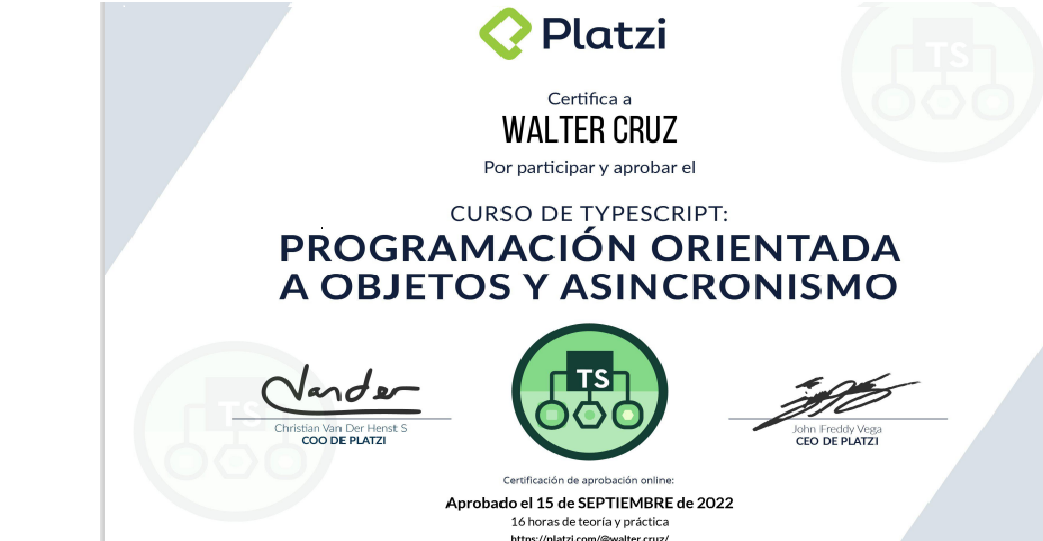 Platzi
TS
Certifica a
WALTER CRUZ
Por participar y aprobar el
CURSO DE TYPESCRIPT:
PROGRAMACIÓN ORIENTADA
A OBJETOS Y ASINCRONISMO
TS
TS
Vander
Christian Van Der Henst S
COO DE PLATZI
John Freddy Vega
CEO DE PLATZI
Certificación de aprobación online:
Aprobado el 15 de SEPTIEMBRE de 2022
16 horas de teoría y práctica
https://platzi.com/@walter.cruz/